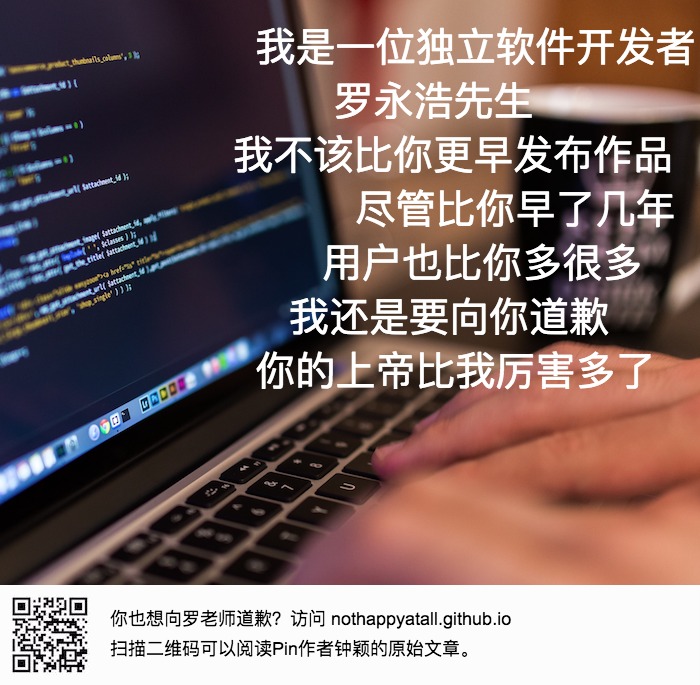 我是一位独立软件开发者
罗永浩先生
我不该比你更早发布作品
尽管比你早了几年
用户也比你多很多
我还是要向你道歉
你的上帝比我厉害多了
你也想向罗老师道歉？访问 nothappyatall.github.io
扫描二维码可以阅读Pin作者钟颖的原始文章。